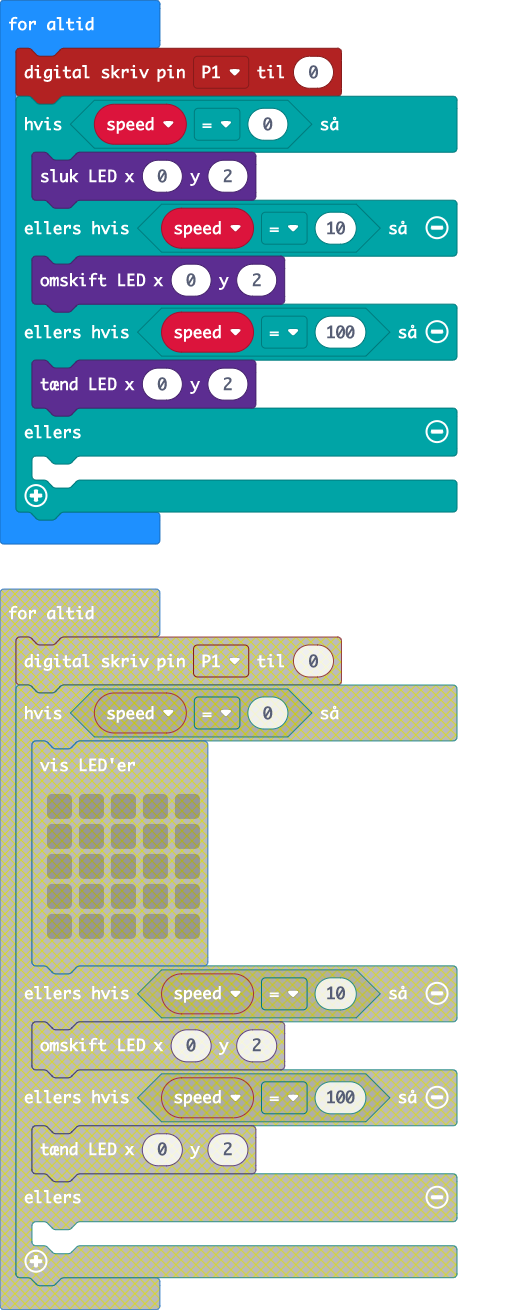 for altid
digital skriv pin P1 til 0
hvis speed = 0 så
sluk LED x 0 y 2
ellers hvis speed = 10 så
omskift LED x 0 y 2
ellers hvis speed = 100 så
tænd LED x 0 y 2
ellers
for altid
digital skriv pin P1 til 0
hvis speed = 0 så
vis LED'er
ellers hvis speed = 10 så
omskift LED x 0 y 2
ellers hvis speed = 100 så
tænd LED x 0 y 2
ellers